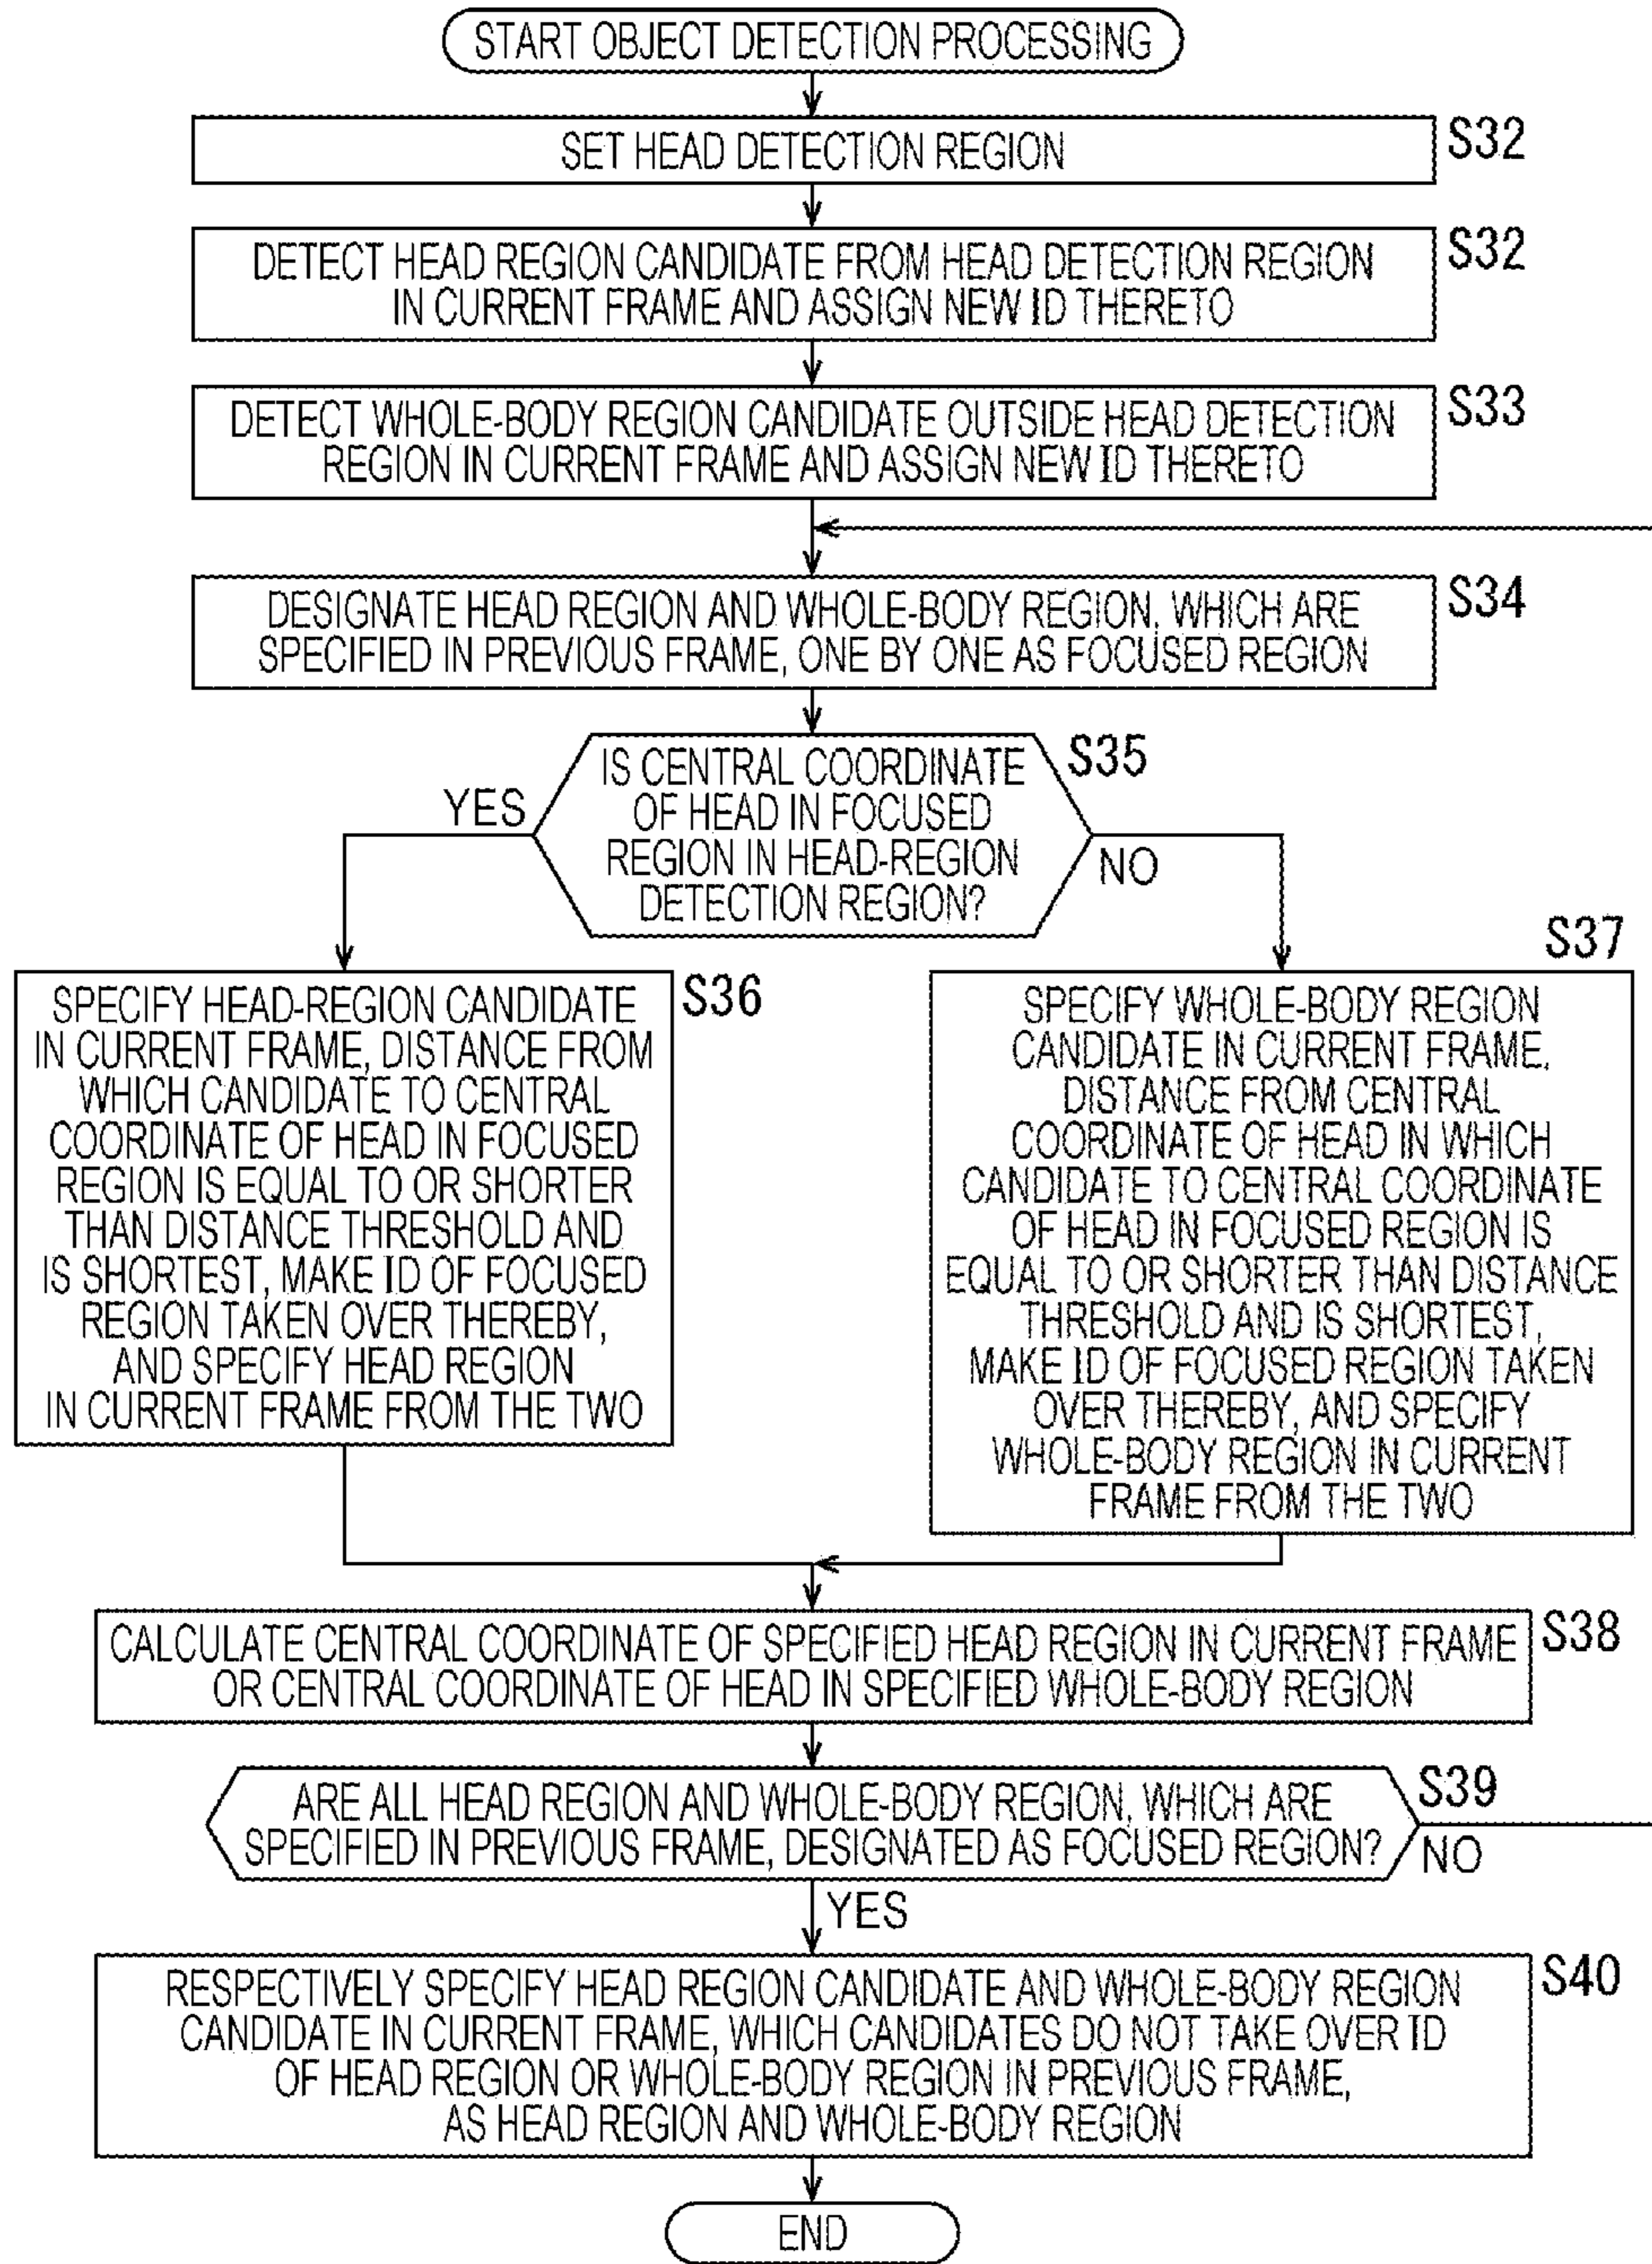 START OBJECT DETECTION PROCESSING
SET HEAD DETECTION REGION
S32
DETECT HEAD REGION CANDIDATE FROM HEAD DETECTION REGION
IN CURRENT FRAME AND ASSIGN NEW ID THERETO
S32
DETECT WHOLE-BODY REGION CANDIDATE OUTSIDE HEAD DETECTION
REGION IN CURRENT FRAME AND ASSIGN NEW ID THERETO
S33
DESIGNATE HEAD REGION AND WHOLE-BODY REGION, WHICH ARE
SPECIFIED IN PREVIOUS FRAME, ONE BY ONE AS FOCUSED REGION
S34
IS CENTRAL COORDINATE
OF HEAD IN FOCUSED
REGION IN HEAD-REGION
DETECTION REGION?
S35
YES
NO
SPECIFY HEAD-REGION CANDIDATE
IN CURRENT FRAME, DISTANCE FROM
WHICH CANDIDATE TO CENTRAL
COORDINATE OF HEAD IN FOCUSED
REGION IS EQUAL TO OR SHORTER
THAN DISTANCE THRESHOLD AND
IS SHORTEST, MAKE ID OF FOCUSED
REGION TAKEN OVER THEREBY,
AND SPECIFY HEAD REGION
IN CURRENT FRAME FROM THE TWO
S36
S37
SPECIFY WHOLE-BODY REGION
CANDIDATE IN CURRENT FRAME,
DISTANCE FROM CENTRAL
COORDINATE OF HEAD IN WHICH
CANDIDATE TO CENTRAL COORDINATE
OF HEAD IN FOCUSED REGION IS
EQUAL TO OR SHORTER THAN DISTANCE
THRESHOLD AND IS SHORTEST,
MAKE ID OF FOCUSED REGION TAKEN
OVER THEREBY, AND SPECIFY
WHOLE-BODY REGION IN CURRENT
FRAME FROM THE TWO
CALCULATE CENTRAL COORDINATE OF SPECIFIED HEAD REGION IN CURRENT FRAME
OR CENTRAL COORDINATE OF HEAD IN SPECIFIED WHOLE-BODY REGION
S38
ARE ALL HEAD REGION AND WHOLE-BODY REGION, WHICH ARE
SPECIFIED IN PREVIOUS FRAME, DESIGNATED AS FOCUSED REGION?
S39
NO
YES
RESPECTIVELY SPECIFY HEAD REGION CANDIDATE AND WHOLE-BODY REGION
CANDIDATE IN CURRENT FRAME, WHICH CANDIDATES DO NOT TAKE OVER ID
OF HEAD REGION OR WHOLE-BODY REGION IN PREVIOUS FRAME,
AS HEAD REGION AND WHOLE-BODY REGION
S40
END